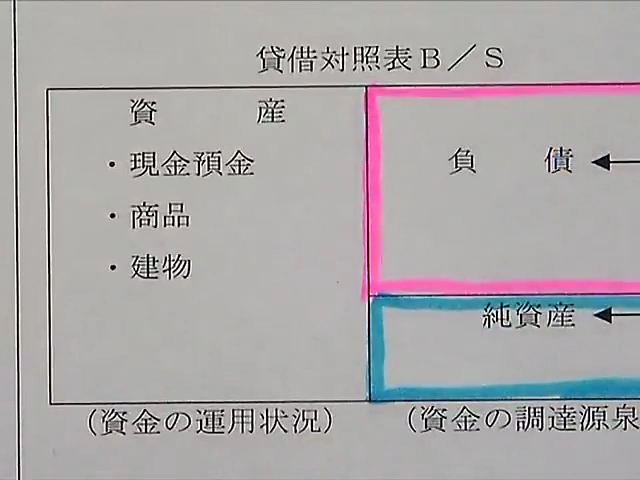 貸借対照表Ｂ／Ｓ
資　産
・現金預金
・商品
・建物
負　債
純資産
（資金の運用状況）
（資金の調達源泉